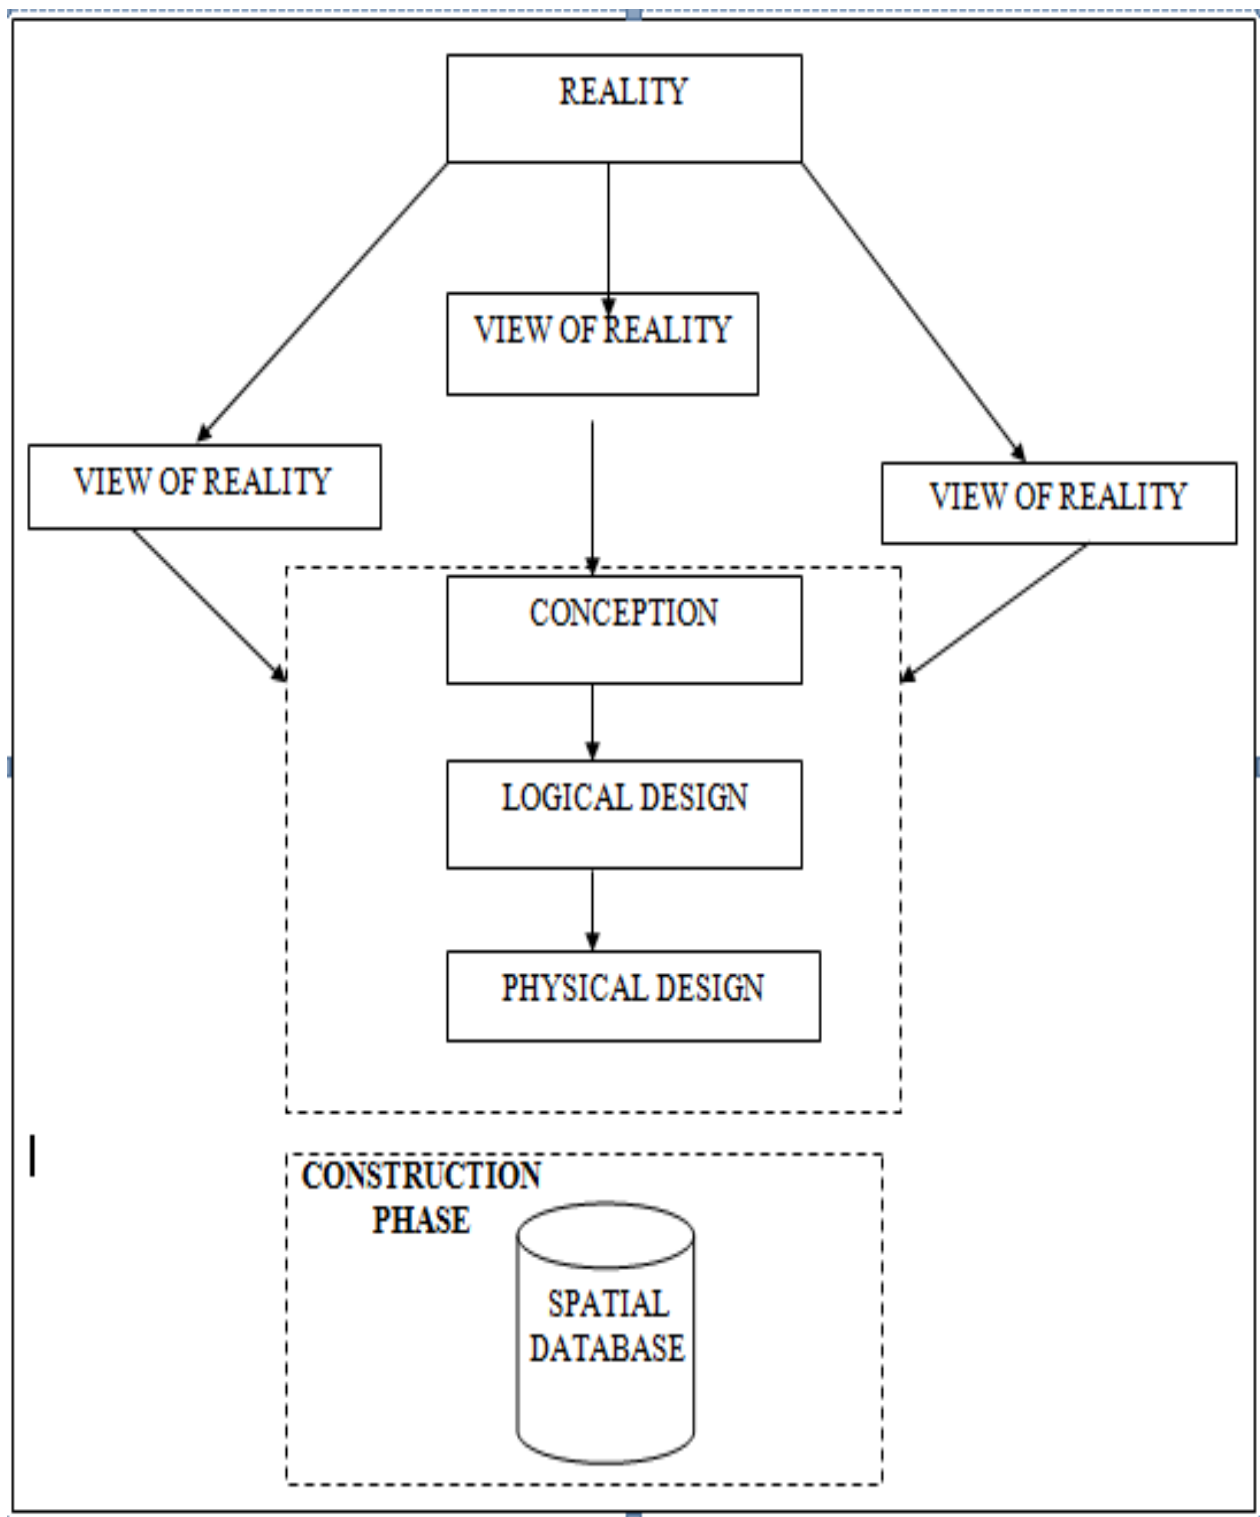 REALITY
VIEW OF REALITY
VIEW OF REALITY
VIEW OF REALITY
CONCEPTION
LOGICAL DESIGN
PHYSICAL DESIGN
CONSTRUCTION
PHASE
SPATIAL
DATABASE